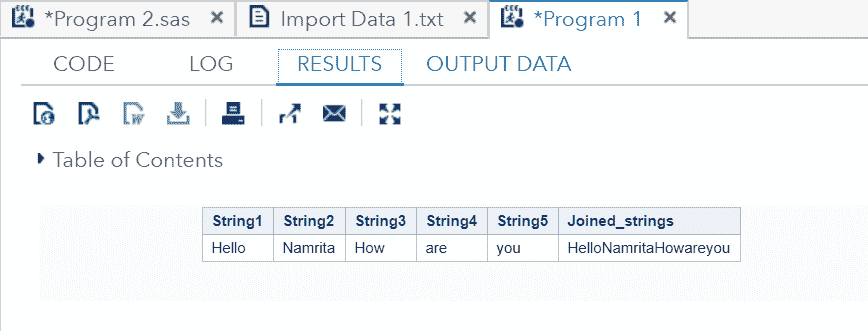 *Program 2.sas × Import Data 1.txt × *Program 1 ×
CODE LOG RESULTS OUTPUT DATA
Table of Contents
String1 String2 String3 String4 String5 Joined_strings
Hello Namrita How are you HelloNamritaHowareyou